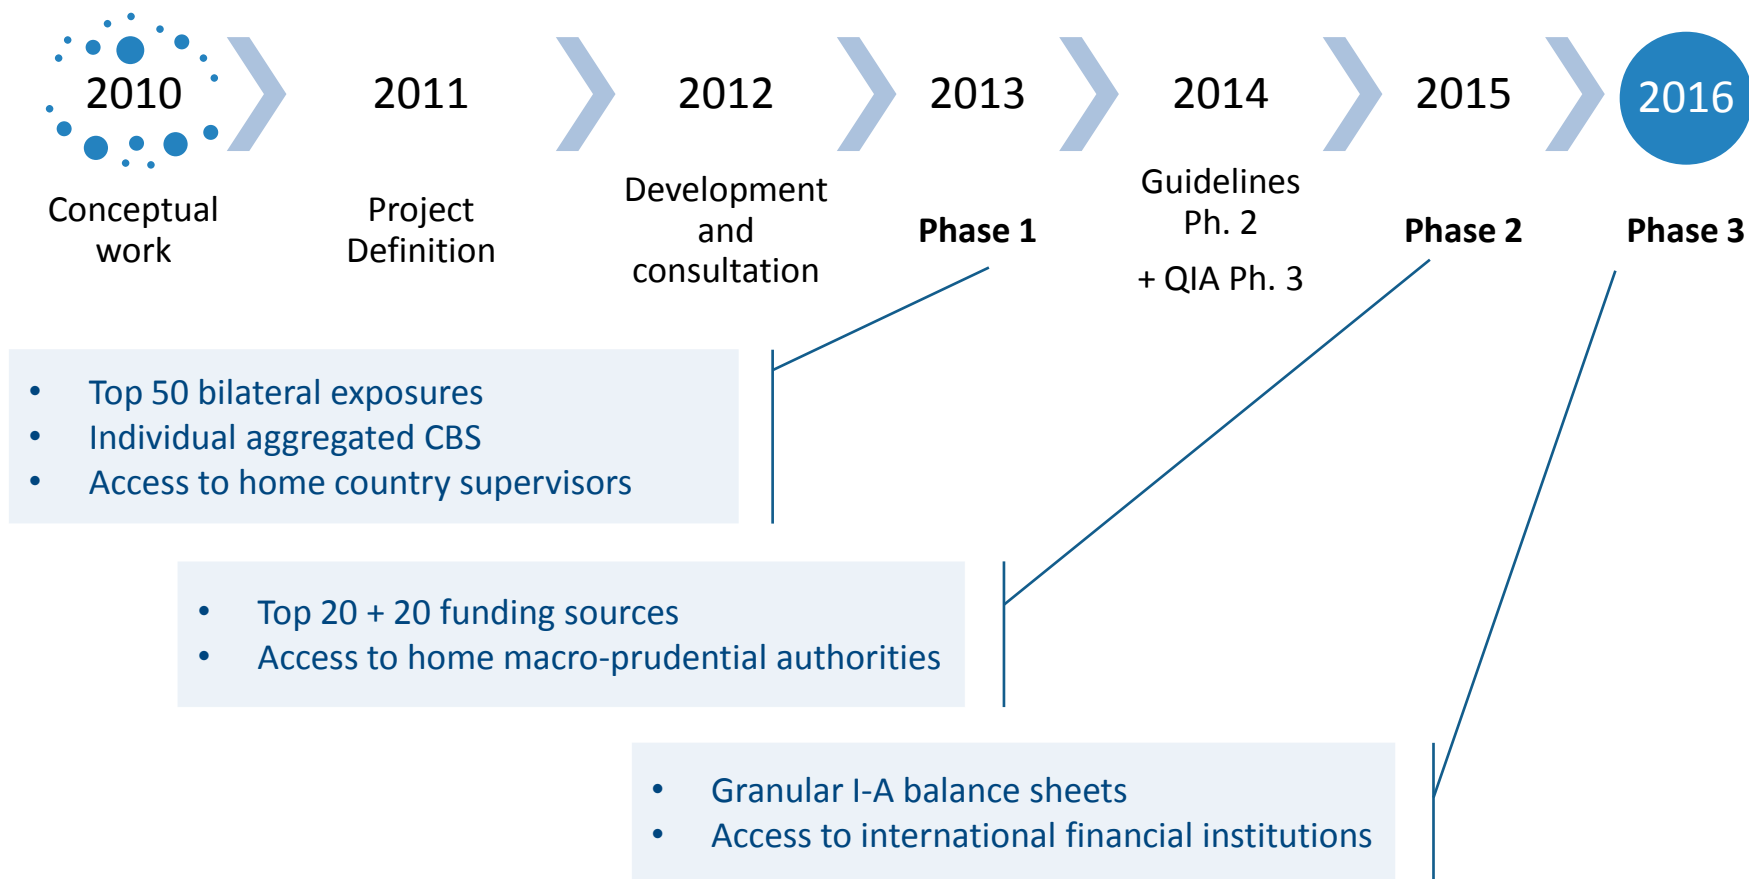 2010
2011
2012
2013
2014
2015
2016
Conceptual
work
Project
Definition
Development
and
consultation
Phase 1
Guidelines
Ph. 2
+ QIA Ph. 3
Phase 2
Phase 3
• Top 50 bilateral exposures
• Individual aggregated CBS
• Access to home country supervisors
• Top 20 + 20 funding sources
• Access to home macro-prudential authorities
• Granular I-A balance sheets
• Access to international financial institutions